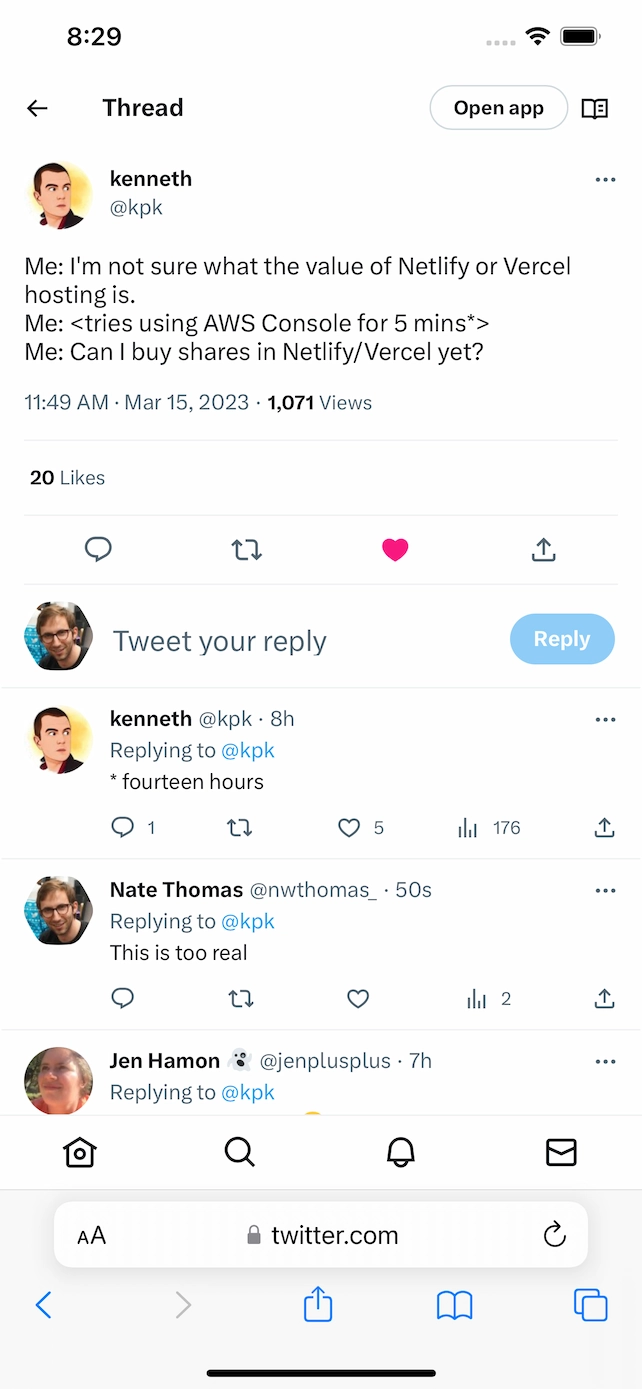 8:29
Thread
Open app
kenneth
@kpk
Me: I'm not sure what the value of Netlify or Vercel
hosting is.
Me: <tries using AWS Console for 5 mins*>
Me: Can I buy shares in Netlify/Vercel yet?
11:49 AM · Mar 15, 2023 · 1,071 Views
20 Likes
Tweet your reply
Reply
kenneth @kpk · 8h
Replying to @kpk
* fourteen hours
1 5 176
Nate Thomas @nwthomas_ · 50s
Replying to @kpk
This is too real
2
Jen Hamon 👻 @jenplusplus · 7h
Replying to @kpk
AA twitter.com